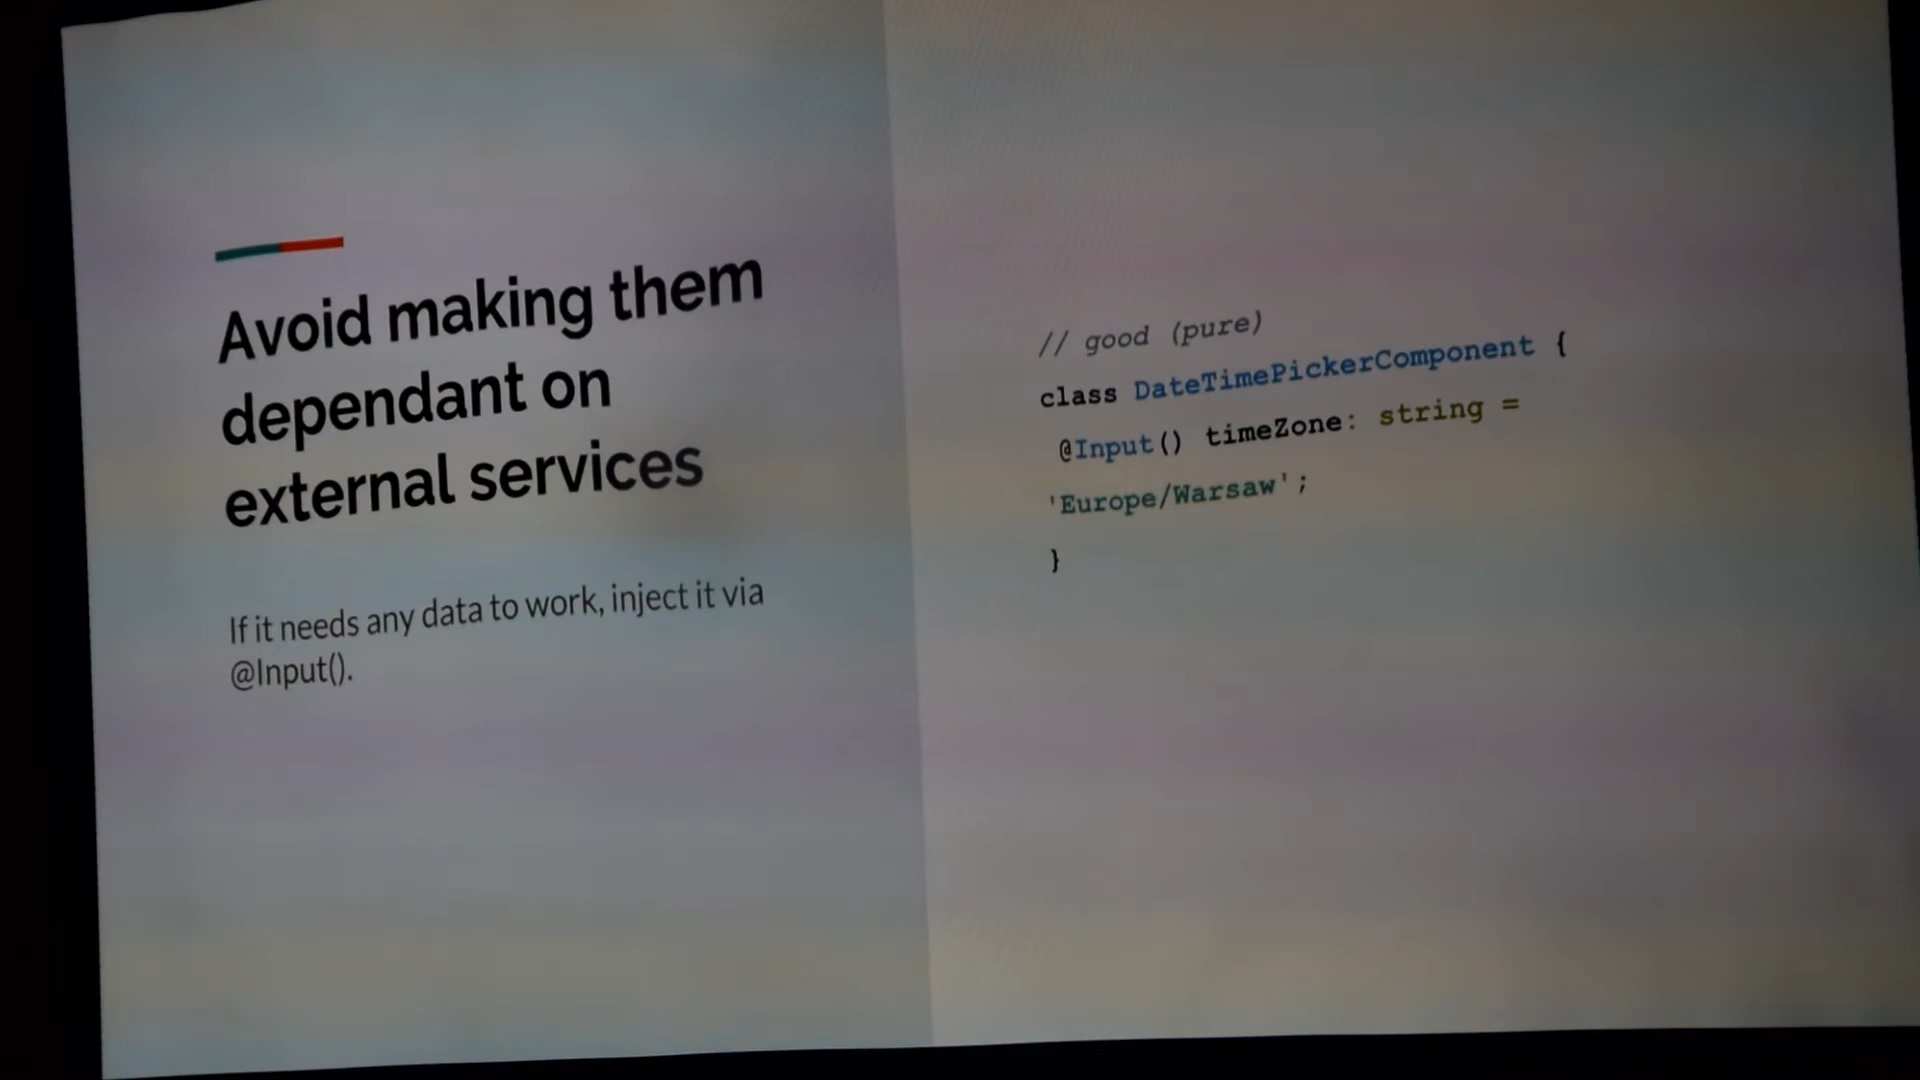 Avoid making them
dependant on
external services
If it needs any data to work, inject it via
@Input().
// good (pure)
class DateTimePickerComponent {
@Input() timeZone: string =
'Europe/Warsaw';
}